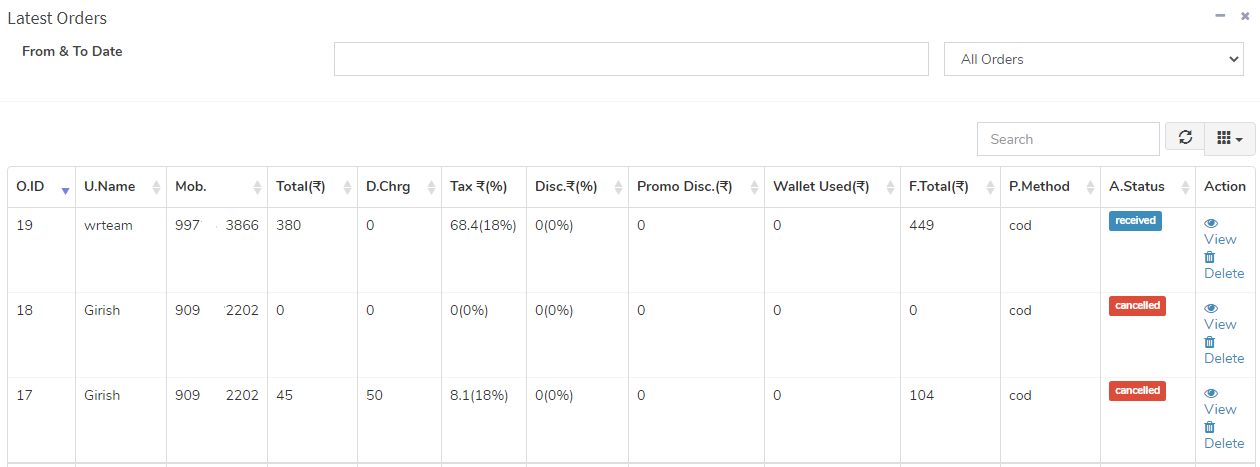 Latest Orders
From & To Date
All Orders
Search
O.ID U.Name Mob. Total(₹) D.Chrg Tax ₹(%) Disc.₹(%) Promo Disc.(₹) Wallet Used(₹) F.Total(₹) P.Method A.Status Action
19 wrteam 997 3866 380 0 68.4(18%) 0(0%) 0 0 449 cod received View
Delete
18 Girish 909 2202 0 0 0(0%) 0(0%) 0 0 0 cod cancelled View
Delete
17 Girish 909 2202 45 50 8.1(18%) 0(0%) 0 0 104 cod cancelled View
Delete